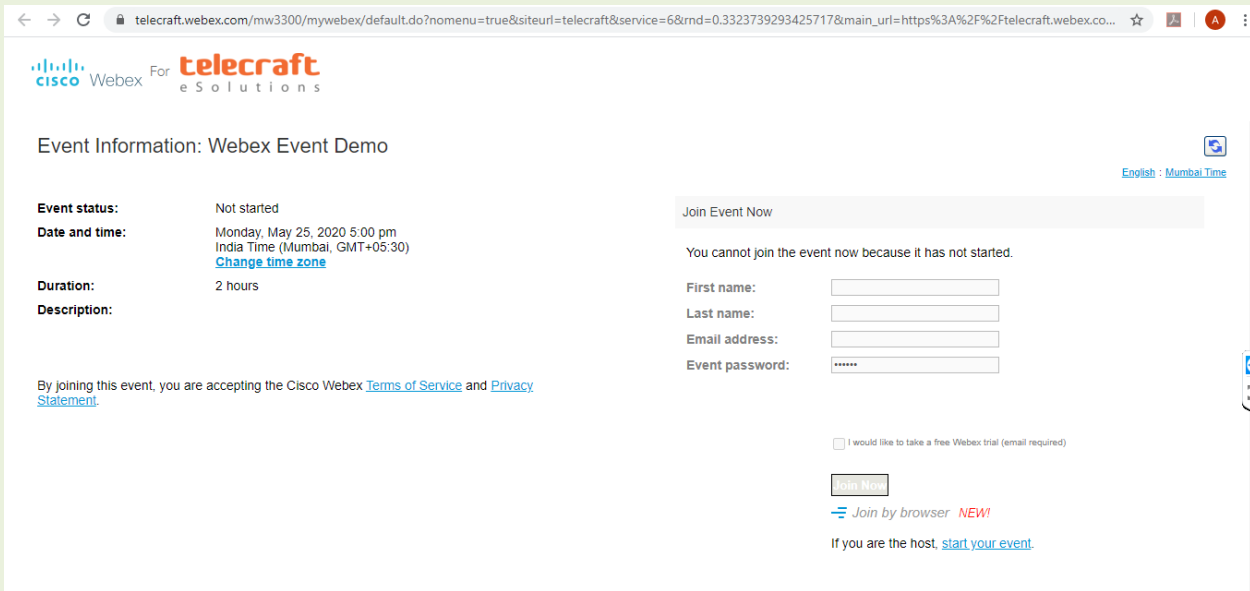 telecraft.webex.com/mw3300/mywebex/default.do?nomenu=true&siteurl=telecraft&service=6&rnd=0.3323739293425717&main_url=https%3A%2F%2Ftelecraft.webex.co...
A
CISCO Webex For telecraft
eSolutions
Event Information: Webex Event Demo
English : Mumbai Time
Event status: Not started
Date and time: Monday, May 25, 2020 5:00 pm
India Time (Mumbai, GMT+05:30)
Change time zone
Duration: 2 hours
Description:
By joining this event, you are accepting the Cisco Webex Terms of Service and Privacy
Statement.
Join Event Now
You cannot join the event now because it has not started.
First name:
Last name:
Email address:
Event password: ••••••
I would like to take a free Webex trial (email required)
Join Now
Join by browser NEW!
If you are the host, start your event.